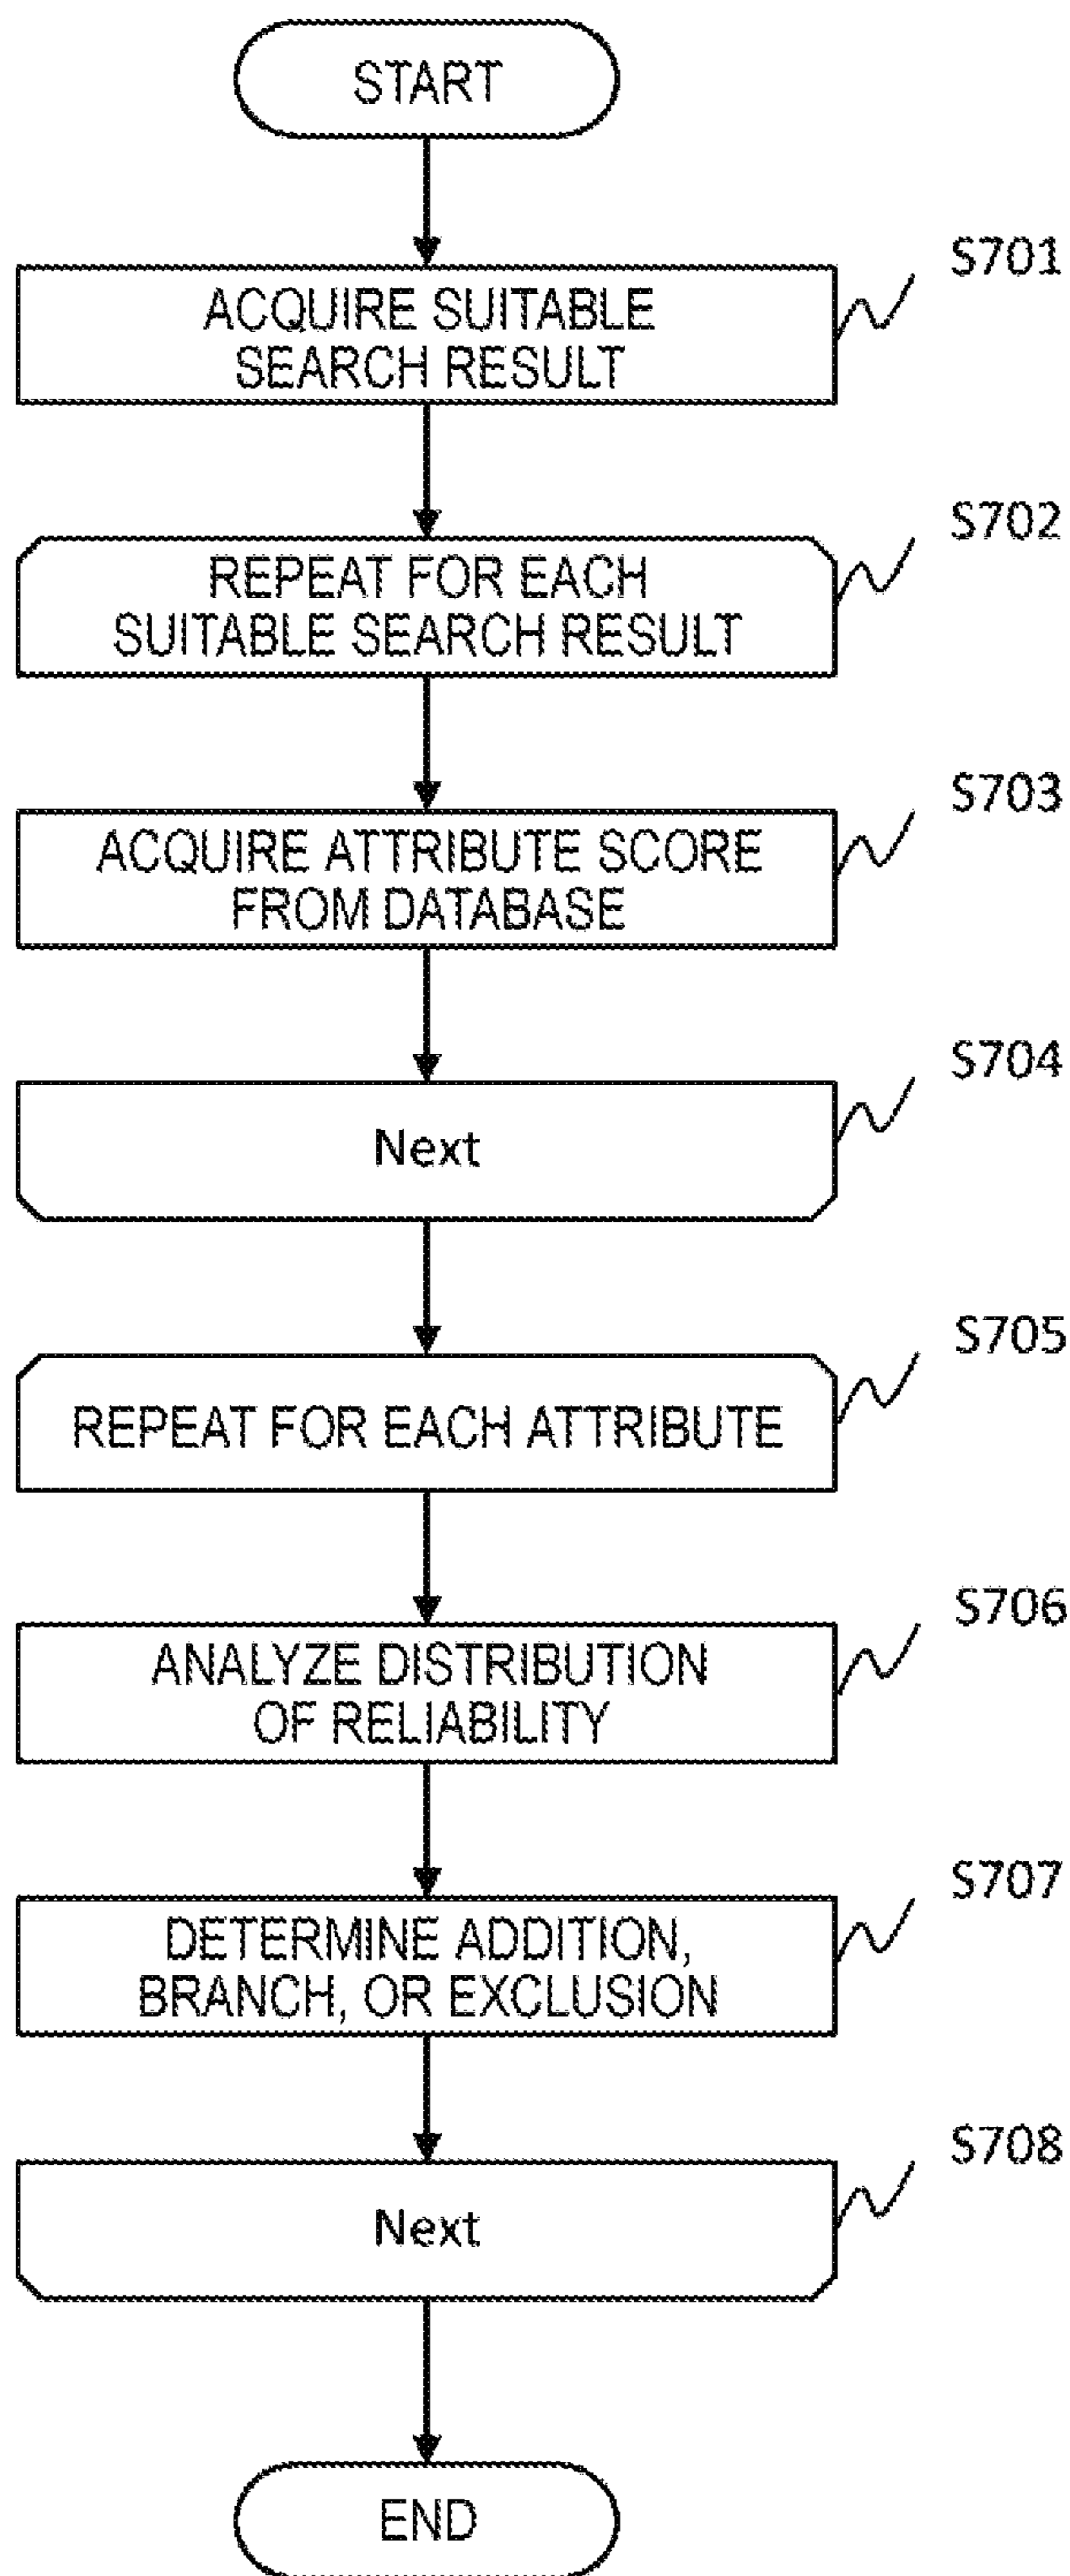 START
S701
ACQUIRE SUITABLE
SEARCH RESULT
S702
REPEAT FOR EACH
SUITABLE SEARCH RESULT
S703
ACQUIRE ATTRIBUTE SCORE
FROM DATABASE
S704
Next
S705
REPEAT FOR EACH ATTRIBUTE
S706
ANALYZE DISTRIBUTION
OF RELIABILITY
S707
DETERMINE ADDITION,
BRANCH, OR EXCLUSION
S708
Next
END